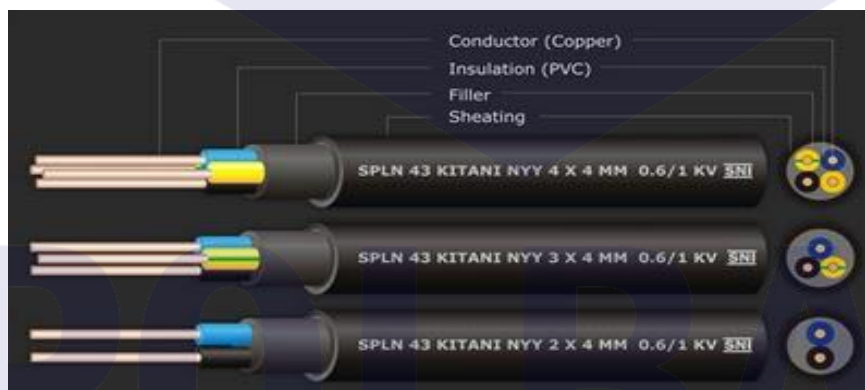 Conductor (Copper)
Insulation (PVC)
Filler
Sheating
SPLN 43 KITANI NYY 4 X 4 MM 0.6/1 KV SNI
SPLN 43 KITANI NYY 3 X 4 MM 0.6/1 KV SNI
SPLN 43 KITANI NYY 2 X 4 MM 0.6/1 KV SNI